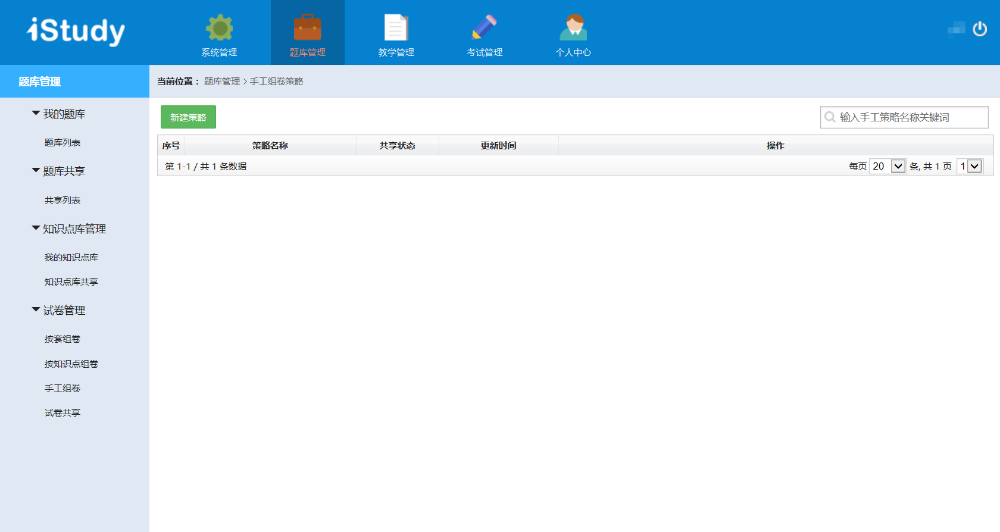 iStudy
系统管理
题库管理
教学管理
考试管理
个人中心
题库管理
当前位置： 题库管理 > 手工组卷策略
我的题库
题库列表
题库共享
共享列表
知识点库管理
我的知识点库
知识点库共享
试卷管理
按套组卷
按知识点组卷
手工组卷
试卷共享
新建策略
输入手工策略名称关键词
序号 策略名称 共享状态 更新时间 操作
第 1-1 / 共 1 条数据 每页 20 条, 共 1 页 1